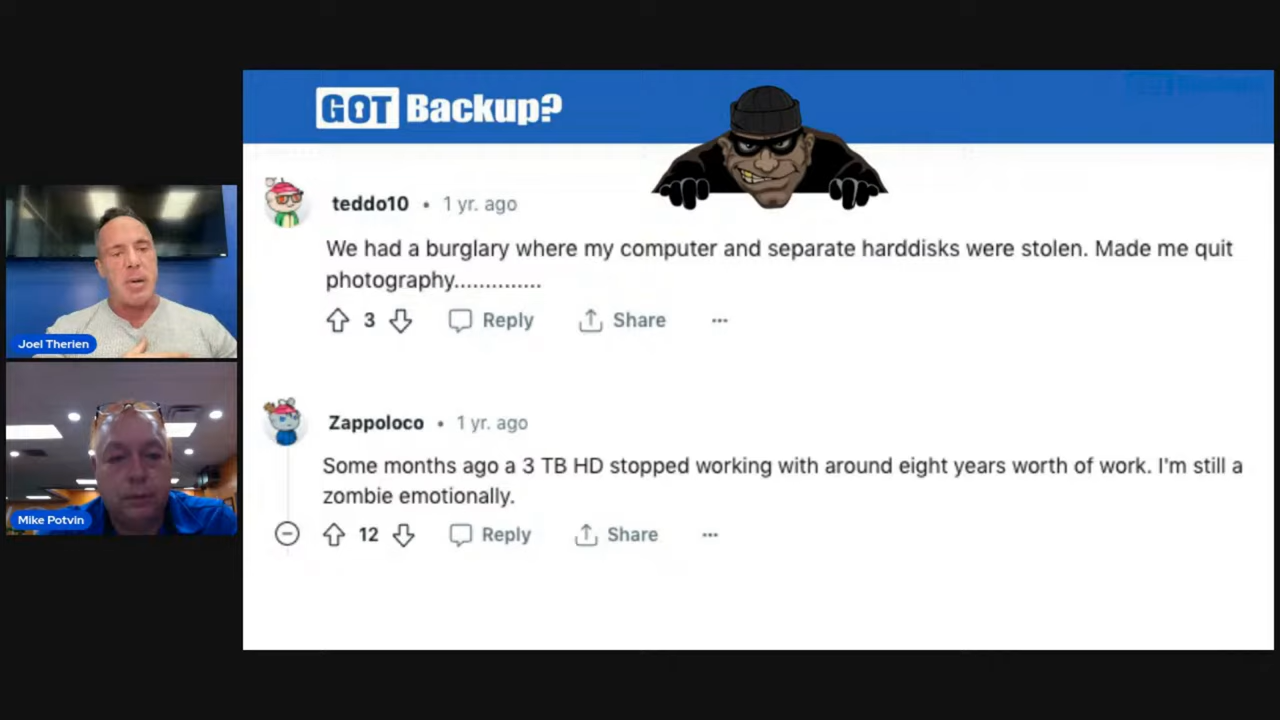 GOT Backup?
teddo10 • 1 yr. ago
We had a burglary where my computer and separate harddisks were stolen. Made me quit
photography..............
3 Reply Share ...
Joel Therien
Zappoloco • 1 yr. ago
Some months ago a 3 TB HD stopped working with around eight years worth of work. I'm still a
zombie emotionally.
Mike Potvin
12 Reply Share ...